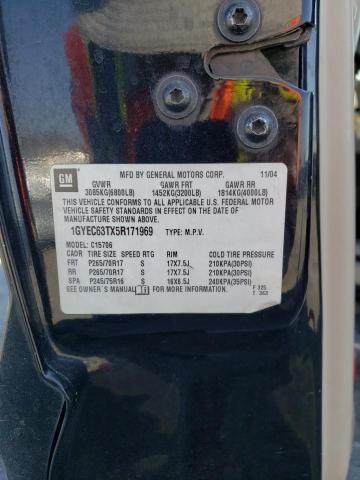 GM
MFD BY GENERAL MOTORS CORP. 11/04
GVWR GAWR FRT GAWR RR
3085KG(6800LB) 1452KG(3200LB) 1814KG(4000LB)
THIS VEHICLE CONFORMS TO ALL APPLICABLE U.S. FEDERAL MOTOR
VEHICLE SAFETY STANDARDS IN EFFECT ON THE DATE OF
MANUFACTURE SHOWN ABOVE.
1GYEC63TX5R171969 TYPE: M.P.V.
MODEL: C15706
CAOR TIRE SIZE SPEED RTG RIM COLD TIRE PRESSURE
FRT P265/70R17 S 17X7.5J 210KPA(30PSI)
RR P265/70R17 S 17X7.5J 210KPA(30PSI)
SPA P245/75R16 S 16X6.5J 240KPA(35PSI)
SEE OWNER'S MANUAL FOR MORE INFORMATION. F 325
T 363